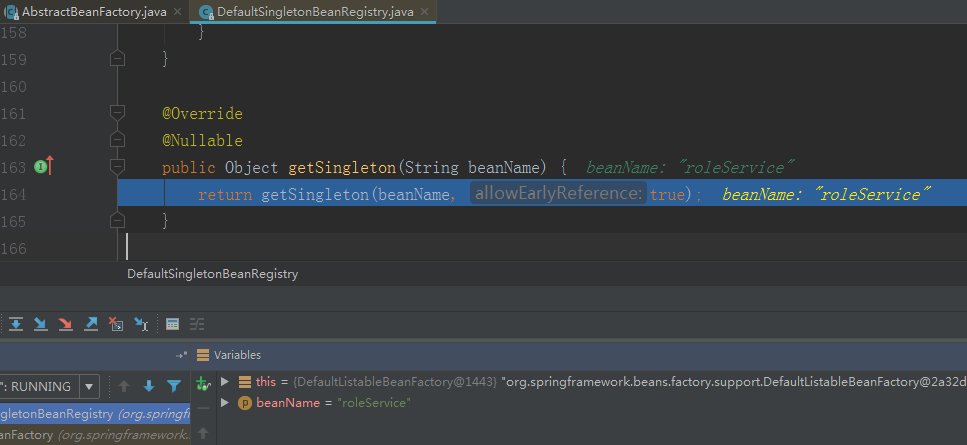 AbstractBeanFactory.java DefaultSingletonBeanRegistry.java
158 }
159 }
160
161 @Override
162 @Nullable
163 public Object getSingleton(String beanName) { beanName: "roleService"
164 return getSingleton(beanName, allowEarlyReference: true); beanName: "roleService"
165 }
166
DefaultSingletonBeanRegistry
Variables
": RUNNING
this = {DefaultListableBeanFactory@1443} "org.springframework.beans.factory.support.DefaultListableBeanFactory@2a32d
ngletonBeanRegistry (org.springf
beanName = "roleService"
anFactory (org.springframework.